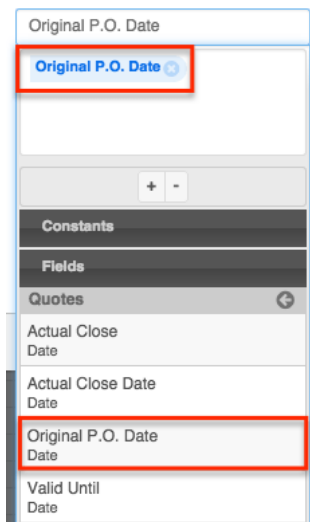 Original P.O. Date
Original P.O. Date
+ -
Constants
Fields
Quotes
Actual Close
Date
Actual Close Date
Date
Original P.O. Date
Date
Valid Until
Date